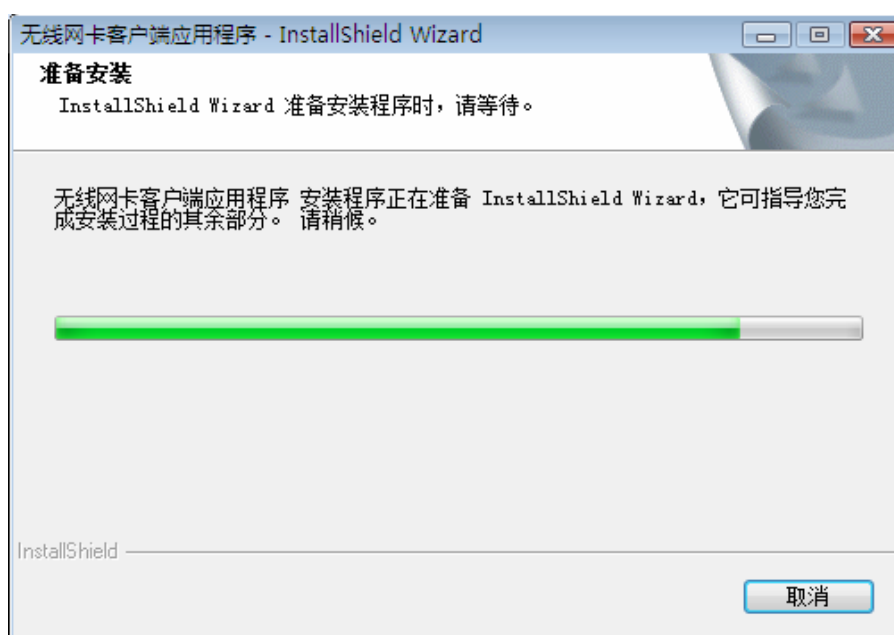 无线网卡客户端应用程序 - InstallShield Wizard
准备安装
InstallShield Wizard 准备安装程序时，请等待。
无线网卡客户端应用程序 安装程序正在准备 InstallShield Wizard，它可指导您完
成安装过程的其余部分。 请稍候。
InstallShield
取消